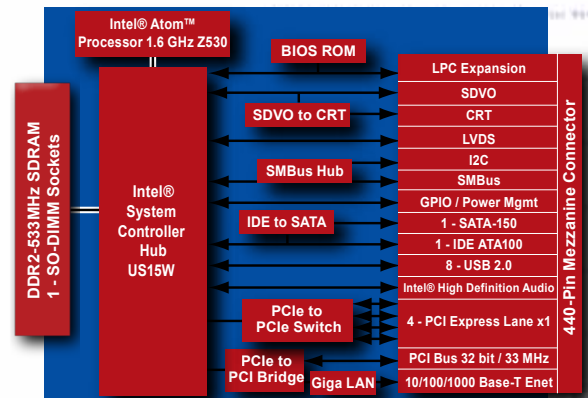 Intel® Atom™
Processor 1.6 GHz Z530
BIOS ROM
SDVO to CRT
SMBus Hub
IDE to SATA
PCIe to
PCIe Switch
PCIe to
PCI Bridge
Giga LAN
DDR2-533MHz SDRAM
1 - SO-DIMM Sockets
Intel®
System
Controller
Hub
US15W
LPC Expansion
SDVO
CRT
LVDS
I2C
SMBus
GPIO / Power Mgmt
1 - SATA-150
1 - IDE ATA100
8 - USB 2.0
Intel® High Definition Audio
4 - PCI Express Lane x1
PCI Bus 32 bit / 33 MHz
10/100/1000 Base-T Enet
440-Pin Mezzanine Connector